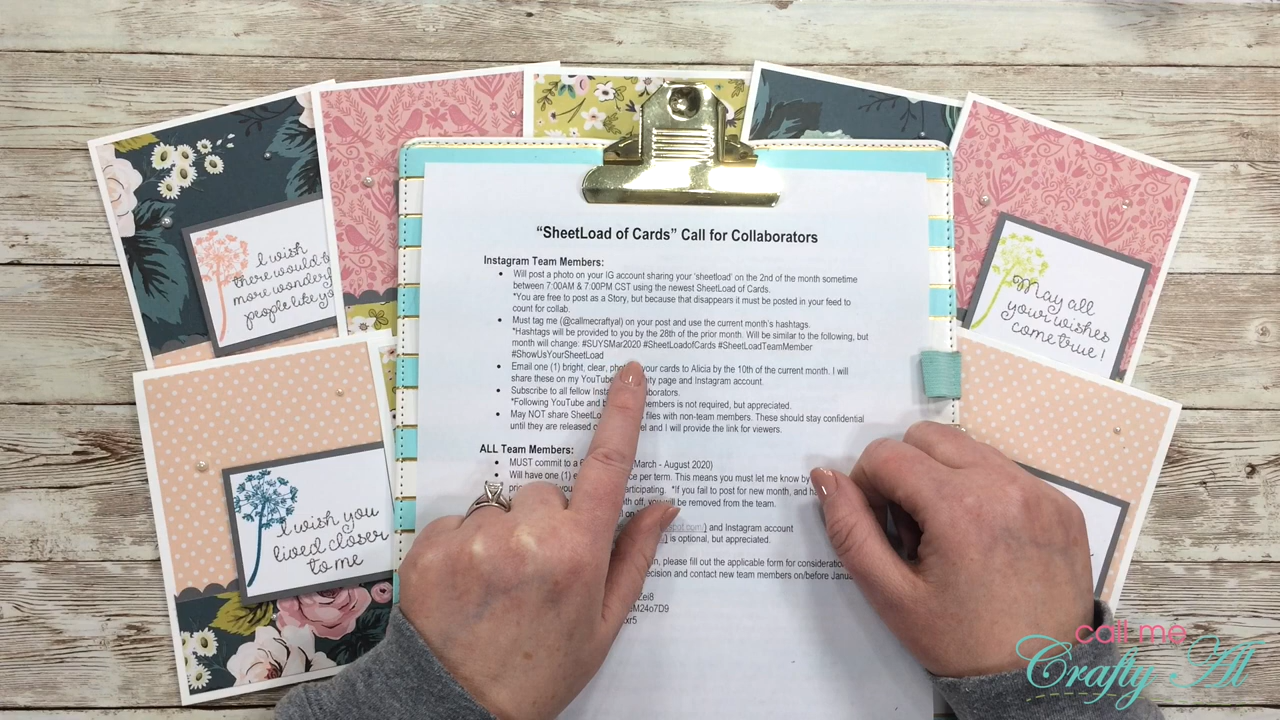 "SheetLoad of Cards" Call for Collaborators
Instagram Team Members:
• Will post a photo on your IG account sharing your 'sheetload' on the 2nd of the month sometime
between 7:00AM & 7:00PM CST using the newest SheetLoad of Cards.
*You are free to post as a Story, but because that disappears it must be posted in your feed to
count for collab.
• Must tag me (@callmecraftyal) on your post and use the current month's hashtags.
*Hashtags will be provided to you by the 28th of the prior month. Will be similar to the following, but
month will change: #SUYSMar2020 #SheetLoadofCards #SheetLoadTeamMember
#ShowUsYourSheetLoad
• Email one (1) bright, clear, your cards to Alicia by the 10th of the current month. I will
share these on my YouTube page and Instagram account.
• Subscribe to all fellow
*Following YouTube and members is not required, but appreciated.
• May NOT share files with non-team members. These should stay confidential
until they are released and I will provide the link for viewers.
ALL Team Members:
• MUST commit to a (March - August 2020)
• Will have one (1) per term. This means you must let me know by
participating. *If you fail to post for new month, and
off, you will be removed from the team.
and Instagram account
is optional, but appreciated.
please fill out the applicable form for
and contact new team members on/before
I wish
there would
more
people like
I wish you
lived closer
to me
May all
your wishes
come true!
call me
Crafty Al